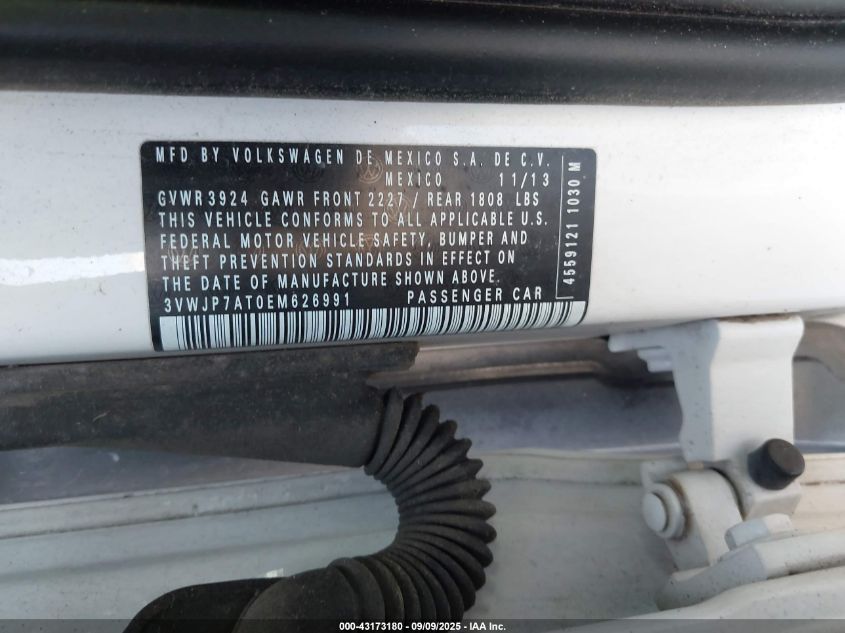 MFD BY VOLKSWAGEN DE MEXICO S.A. DE C.V.
MEXICO 11/13
GVWR 3924 GAWR FRONT 2227 / REAR 1808 LBS
THIS VEHICLE CONFORMS TO ALL APPLICABLE U.S.
FEDERAL MOTOR VEHICLE SAFETY, BUMPER AND
THEFT PREVENTION STANDARDS IN EFFECT ON
THE DATE OF MANUFACTURE SHOWN ABOVE.
3VWJP7AT0EM626991 PASSENGER CAR
4559121 1030 M
000-43173180 - 09/09/2025 - IAA Inc.